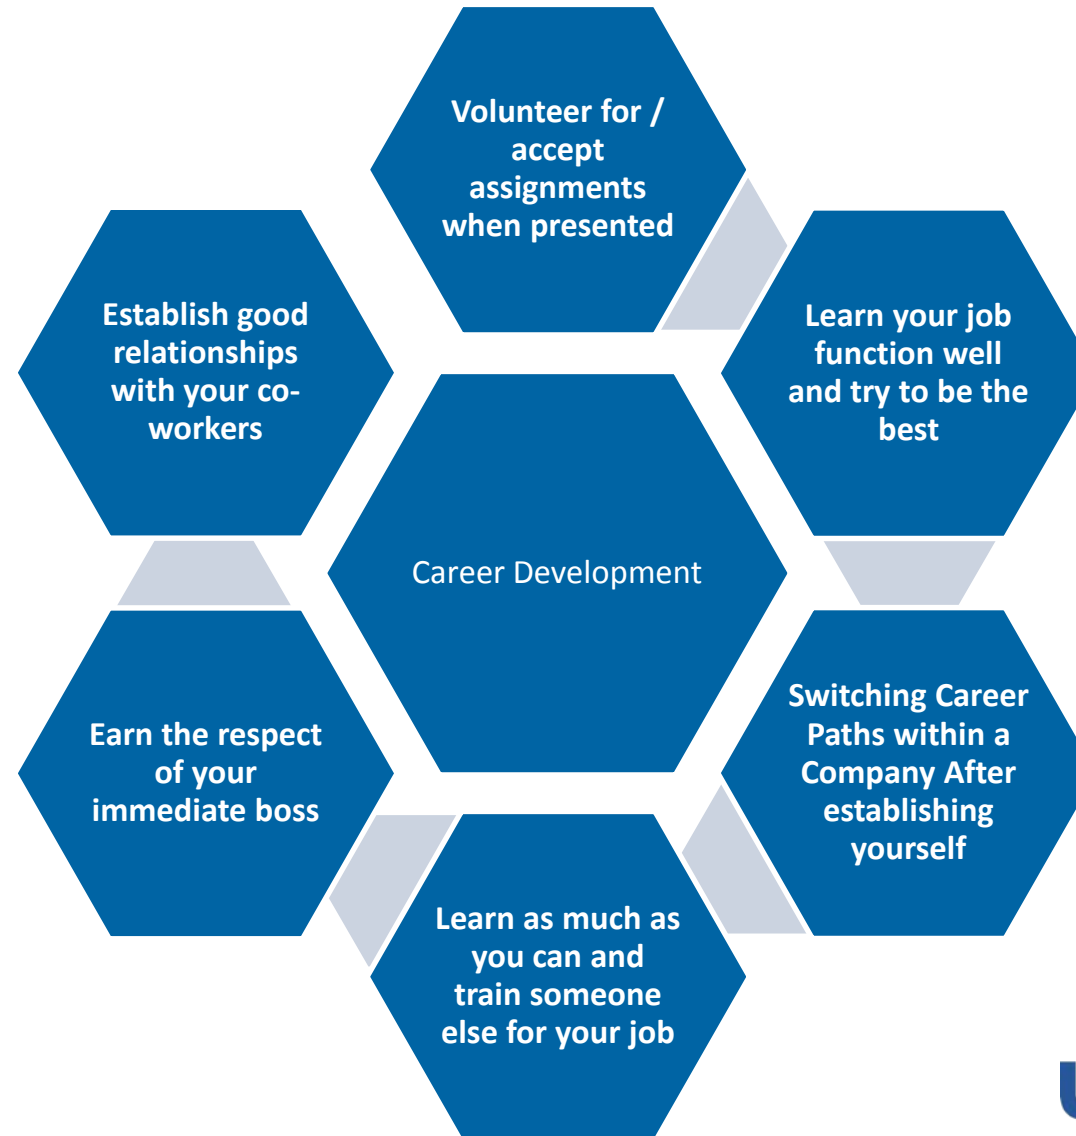 Volunteer for /
accept
assignments
when presented
Learn your job
function well
and try to be the
best
Switching Career
Paths within a
Company After
establishing
yourself
Learn as much as
you can and
train someone
else for your job
Earn the respect
of your
immediate boss
Establish good
relationships
with your co-
workers
Career Development